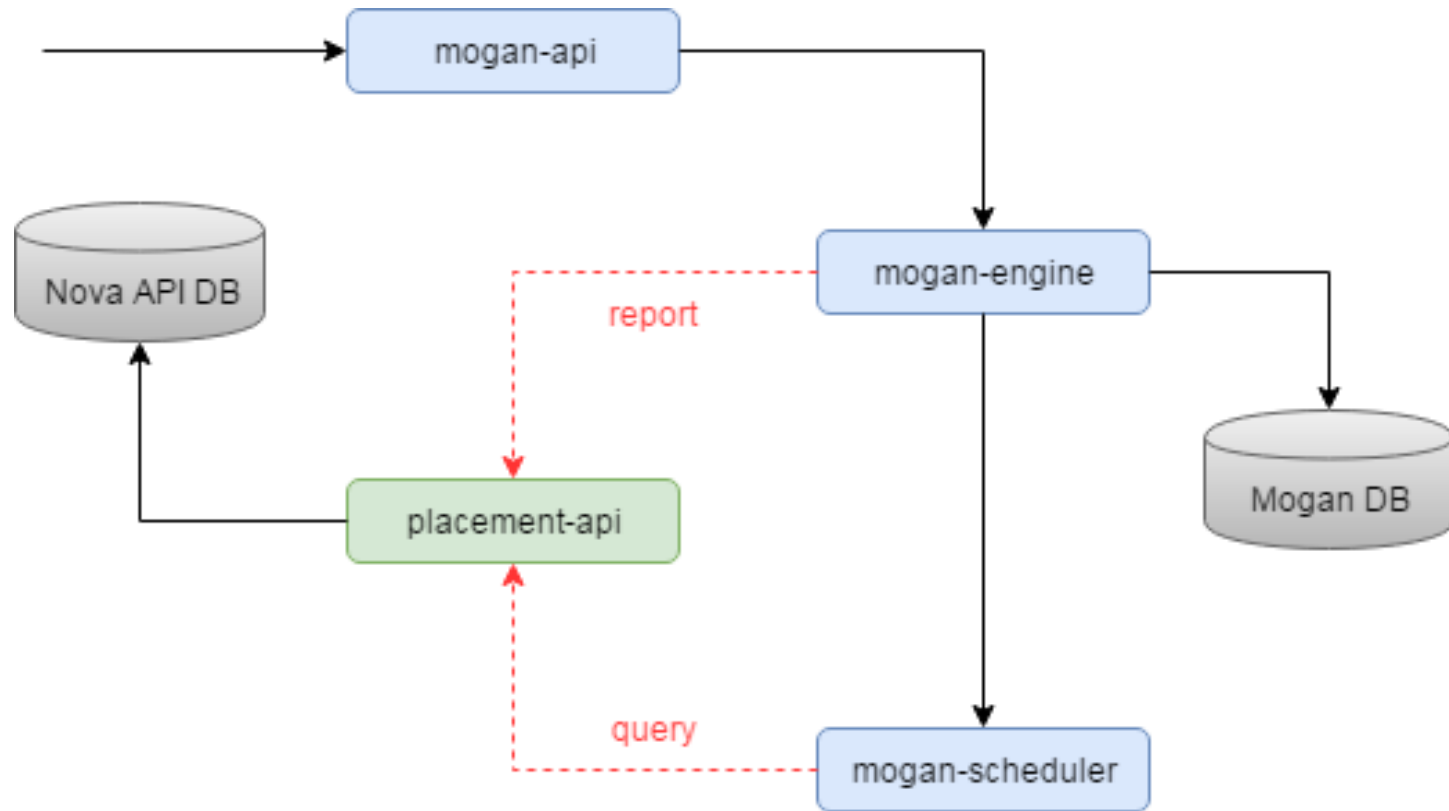 mogan-api
mogan-engine
Nova API DB
report
Mogan DB
placement-api
query
mogan-scheduler